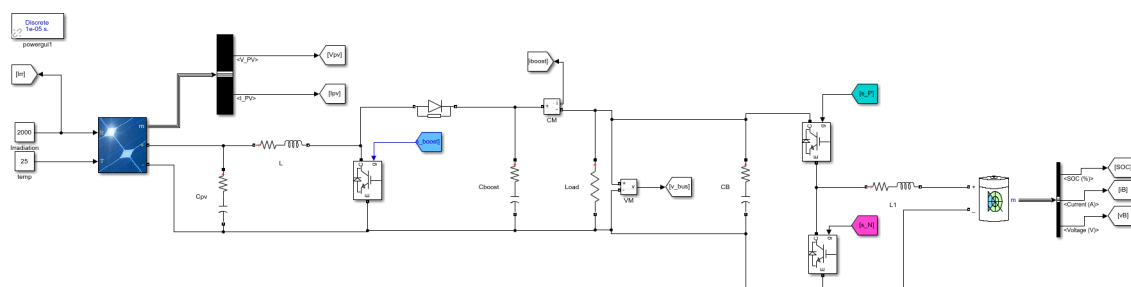 Discrete
1e-05 s.
powergui1
[Irr]
<V_PV>
[Vpv]
<I_PV>
[Ipv]
[iboost]
+
i
-
CM
[s_P]
2000
Irradiation
25
temp
m
+
-
L
_boost]
g
C
E
Cpv
Cboost
Load
+
-
v
VM
[v_bus]
CB
g
C
E
L1
+
_
m
<SOC (%)>
[SOC]
<Current (A)>
[iB]
<Voltage (V)>
[vB]
[s_N]
g
C
E